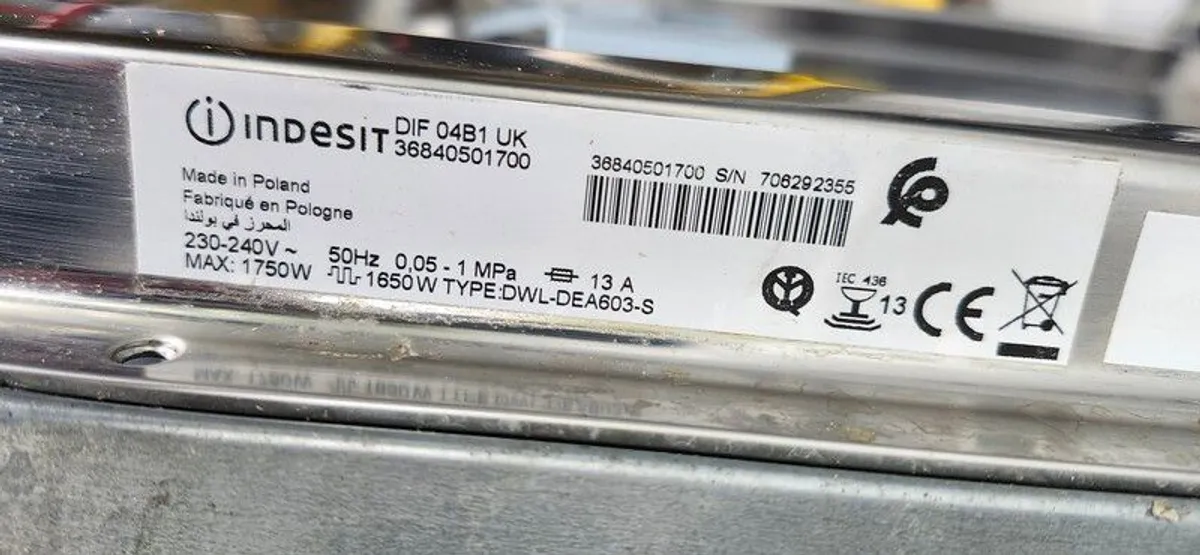 INDESIT DIF 04B1 UK
36840501700
36840501700 S/N 706292355
Made in Poland
Fabriqué en Pologne
المحرز في بولندا
230-240V ~ 50Hz 0,05 - 1 MPa 13 A
MAX: 1750W 1650W TYPE:DWL-DEA603-S
IEC 436
13
CE